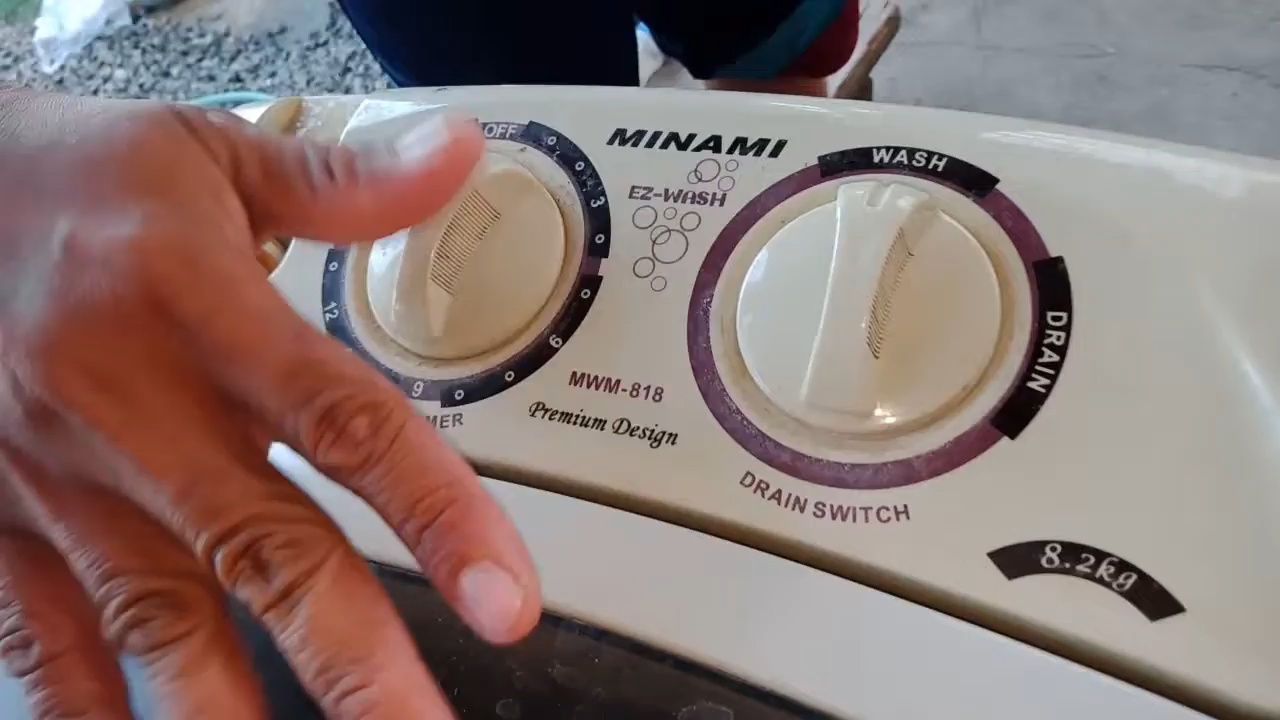 OFF
3
6
9
12
MER
MINAMI
EZ-WASH
MWM-818
Premium Design
WASH
DRAIN
DRAIN SWITCH
8.2kg